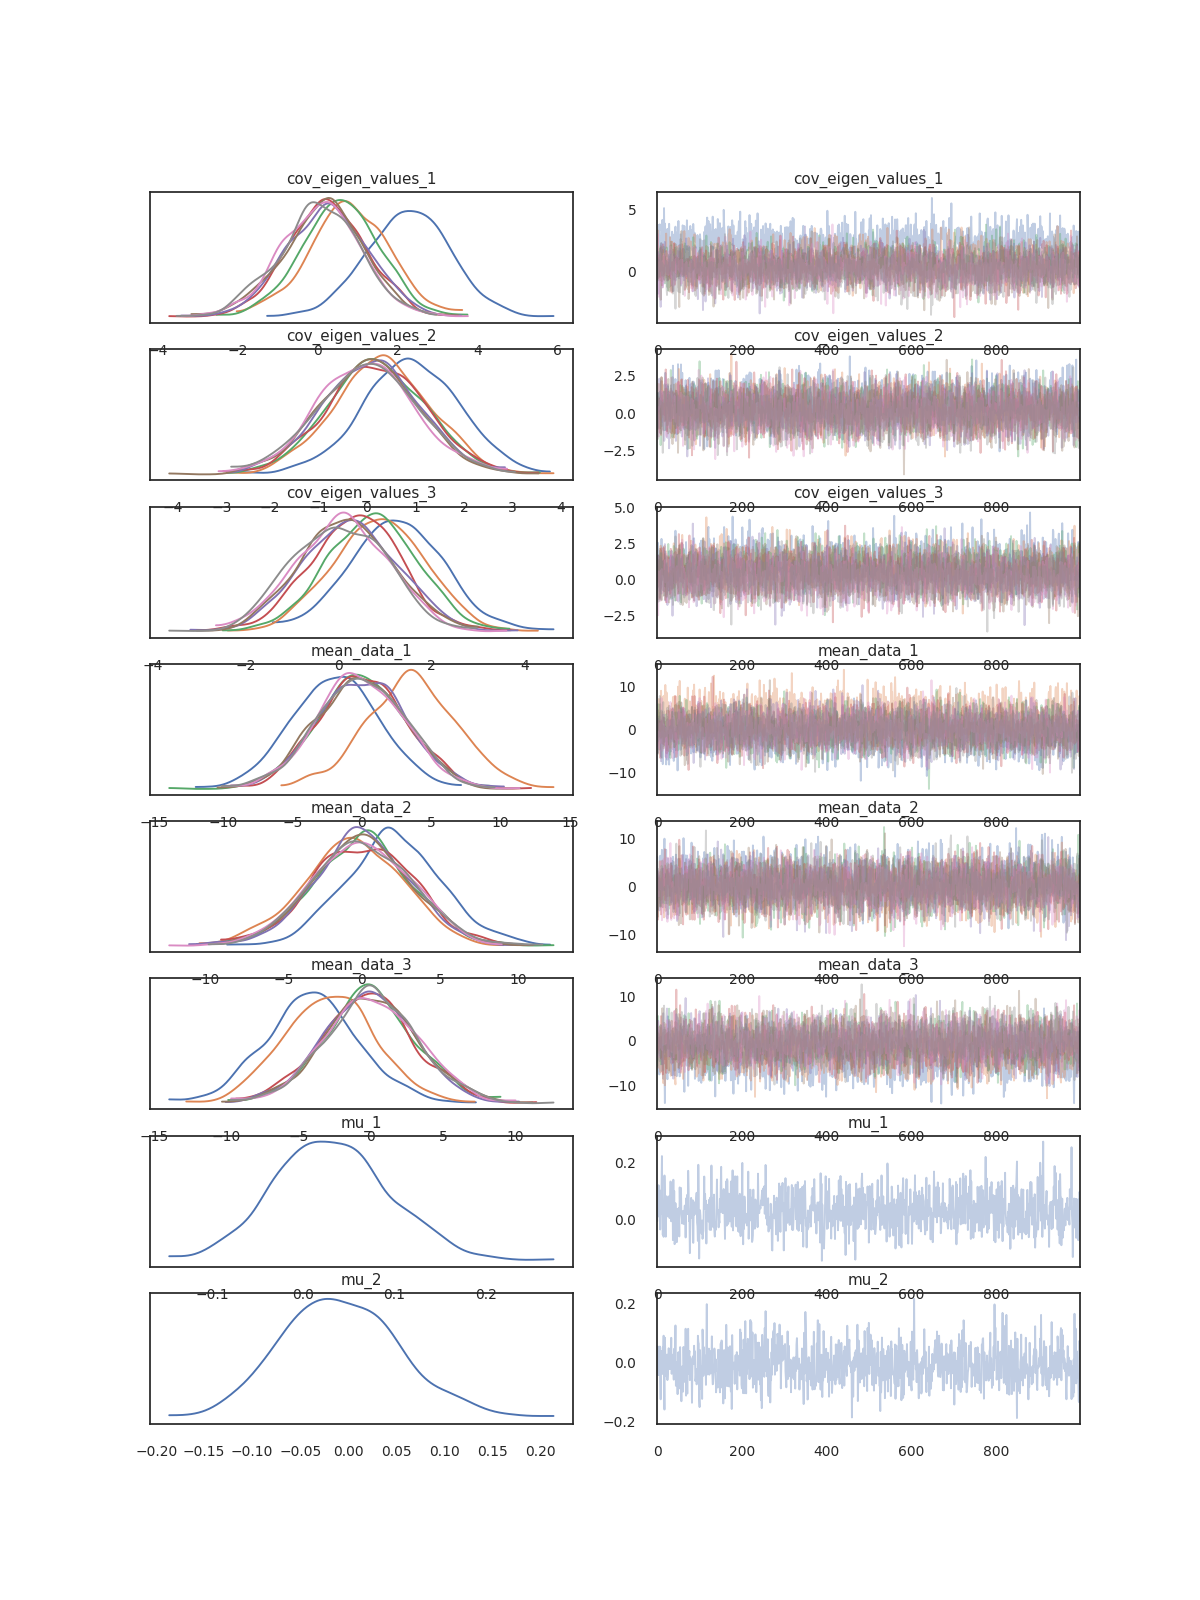 cov_eigen_values_1 cov_eigen_values_1
5
0
−4 −2 0 2 4 6 0 200 400 600 800
cov_eigen_values_2 cov_eigen_values_2
2.5
0.0
−2.5
−4 −3 −2 −1 0 1 2 3 4 0 200 400 600 800
cov_eigen_values_3 cov_eigen_values_3
5.0
2.5
0.0
−2.5
−4 −2 0 2 4 0 200 400 600 800
mean_data_1 mean_data_1
10
0
−10
−15 −10 −5 0 5 10 15 0 200 400 600 800
mean_data_2 mean_data_2
10
0
−10
−10 −5 0 5 10 0 200 400 600 800
mean_data_3 mean_data_3
10
0
−10
−15 −10 −5 0 5 10 0 200 400 600 800
mu_1 mu_1
0.2
0.0
−0.1 0.0 0.1 0.2 0 200 400 600 800
mu_2 mu_2
0.2
0.0
−0.2
−0.20 −0.15 −0.10 −0.05 0.00 0.05 0.10 0.15 0.20 0 200 400 600 800